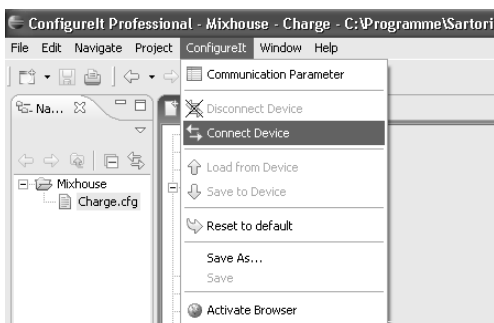 ConfigureIt Professional - Mixhouse - Charge - C:\Programme\Sartori
File Edit Navigate Project ConfigureIt Window Help
Communication Parameter
Na...
Disconnect Device
Connect Device
Load from Device
Mixhouse
Save to Device
Charge.cfg
Reset to default
Save As...
Save
Activate Browser